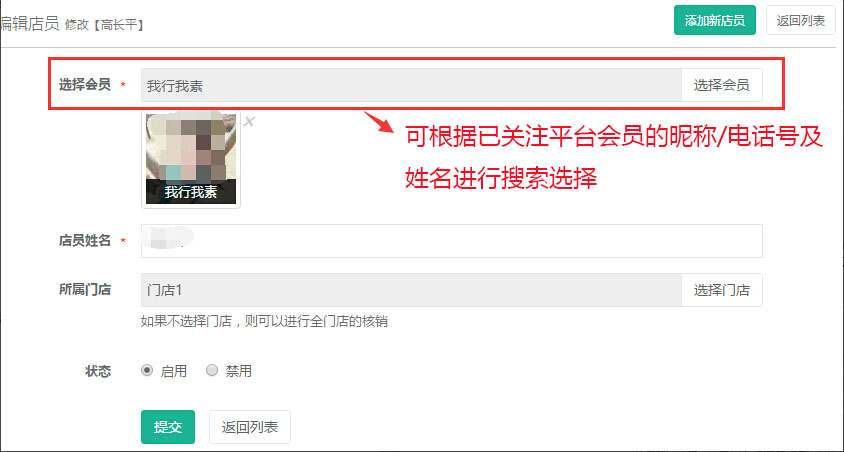 编辑店员 修改【高长平】
添加新店员 返回列表
选择会员 * 我行我素 选择会员
可根据已关注平台会员的昵称/电话号及
姓名进行搜索选择
我行我素
店员姓名 *
所属门店 门店1 选择门店
如果不选择门店，则可以进行全门店的核销
状态 启用 禁用
提交 返回列表